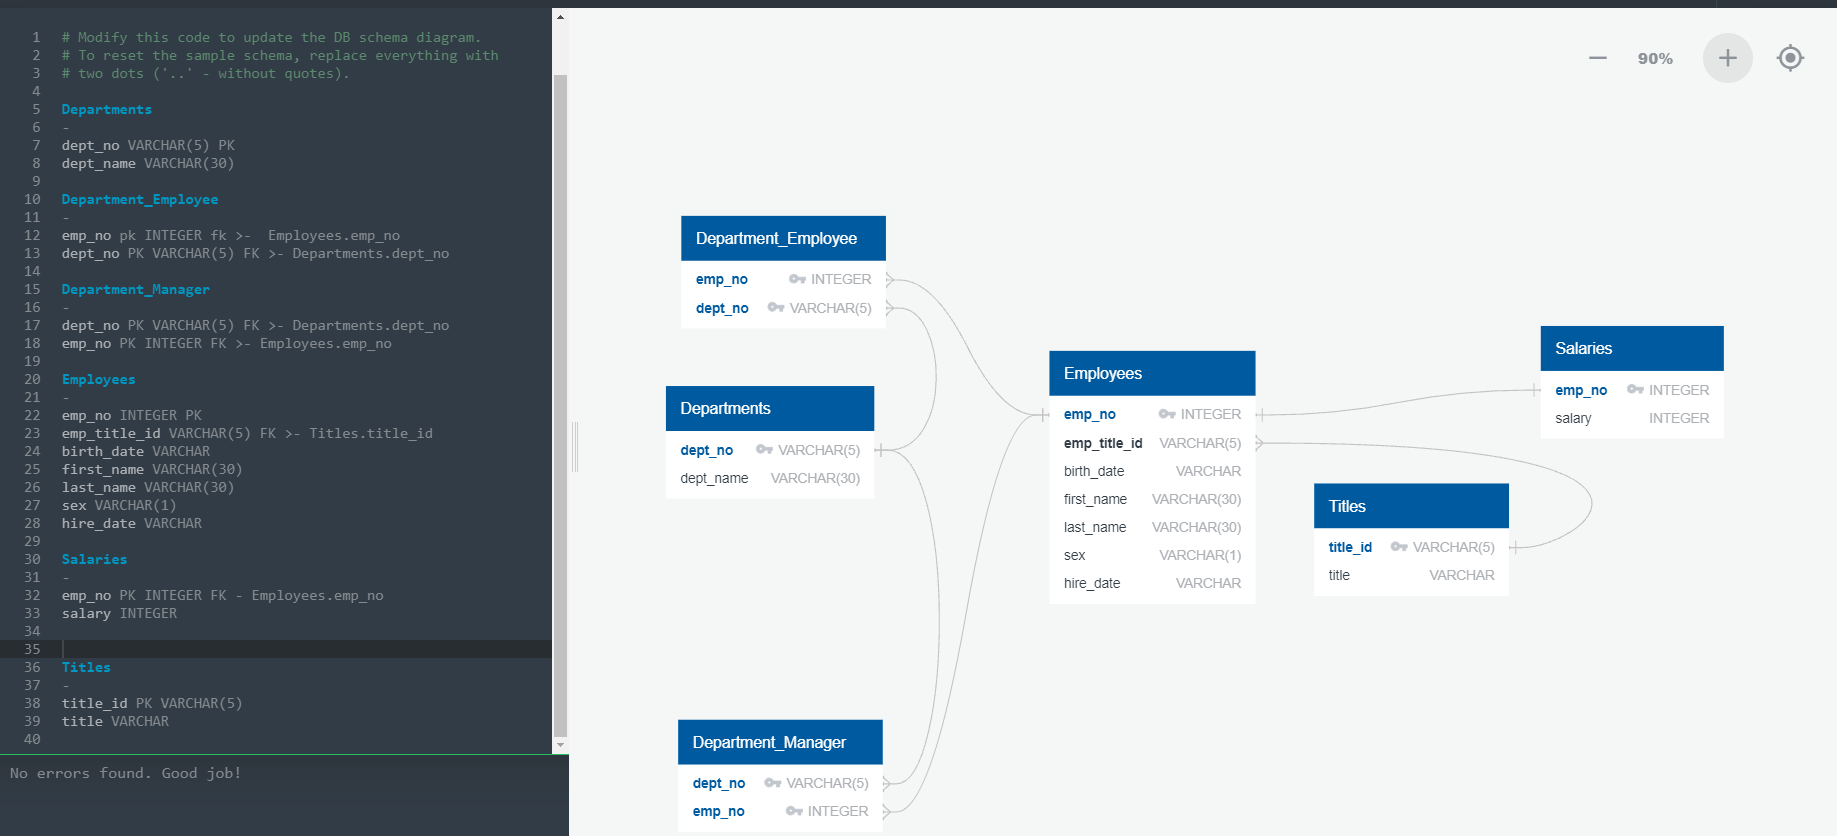 1 # Modify this code to update the DB schema diagram.
2 # To reset the sample schema, replace everything with
3 # two dots ('..' - without quotes).
4
5 Departments
6 -
7 dept_no VARCHAR(5) PK
8 dept_name VARCHAR(30)
9
10 Department_Employee
11 -
12 emp_no pk INTEGER fk >-  Employees.emp_no
13 dept_no PK VARCHAR(5) FK >- Departments.dept_no
14
15 Department_Manager
16 -
17 dept_no PK VARCHAR(5) FK >- Departments.dept_no
18 emp_no PK INTEGER FK >- Employees.emp_no
19
20 Employees
21 -
22 emp_no INTEGER PK
23 emp_title_id VARCHAR(5) FK >- Titles.title_id
24 birth_date VARCHAR
25 first_name VARCHAR(30)
26 last_name VARCHAR(30)
27 sex VARCHAR(1)
28 hire_date VARCHAR
29
30 Salaries
31 -
32 emp_no PK INTEGER FK - Employees.emp_no
33 salary INTEGER
34
35
36 Titles
37 -
38 title_id PK VARCHAR(5)
39 title VARCHAR
40
No errors found. Good job!
90%
Department_Employee
emp_no INTEGER
dept_no VARCHAR(5)
Departments
dept_no VARCHAR(5)
dept_name VARCHAR(30)
Department_Manager
dept_no VARCHAR(5)
emp_no INTEGER
Employees
emp_no INTEGER
emp_title_id VARCHAR(5)
birth_date VARCHAR
first_name VARCHAR(30)
last_name VARCHAR(30)
sex VARCHAR(1)
hire_date VARCHAR
Salaries
emp_no INTEGER
salary INTEGER
Titles
title_id VARCHAR(5)
title VARCHAR